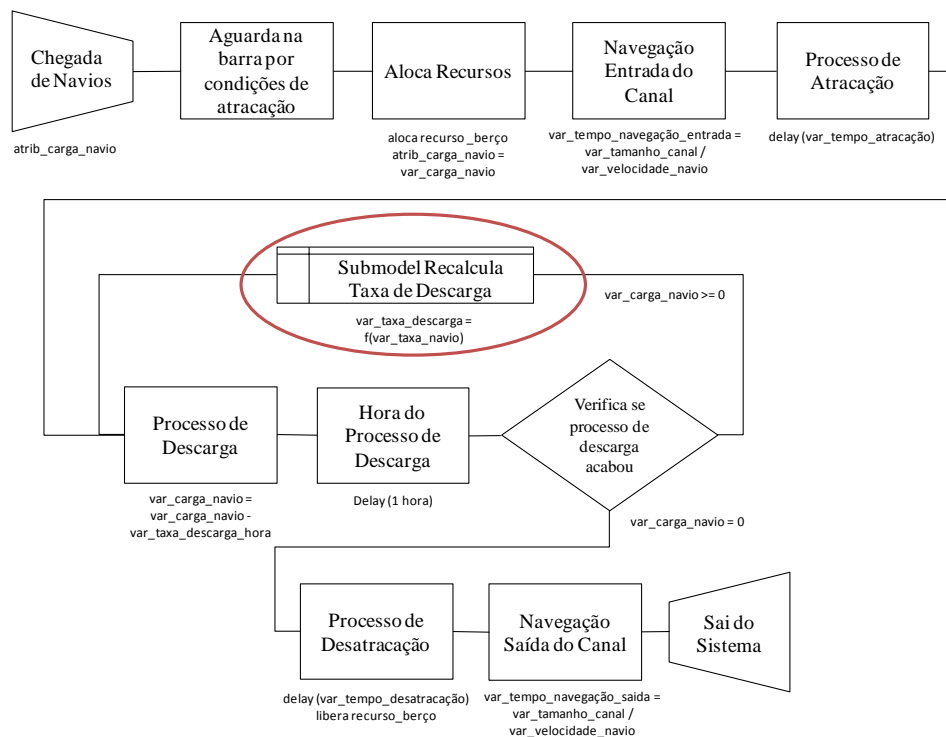 Chegada
de Navios
atrib_carga_navio
Aguarda na
barra por
condições de
atracação
Aloca Recursos
aloca recurso _berço
atrib_carga_navio =
var_carga_navio
Navegação
Entrada do
Canal
var_tempo_navegação_entrada =
var_tamanho_canal /
var_velocidade_navio
Processo de
Atracação
delay (var_tempo_atracação)
Submodel Recalcula
Taxa de Descarga
var_taxa_descarga =
f(var_taxa_navio)
var_carga_navio >= 0
Processo de
Descarga
var_carga_navio =
var_carga_navio -
var_taxa_descarga_hora
Hora do
Processo de
Descarga
Delay (1 hora)
Verifica se
processo de
descarga
acabou
var_carga_navio = 0
Processo de
Desatracação
delay (var_tempo_desatracação)
libera recurso_berço
Navegação
Saída do Canal
var_tempo_navegação_saida =
var_tamanho_canal /
var_velocidade_navio
Sai do
Sistema